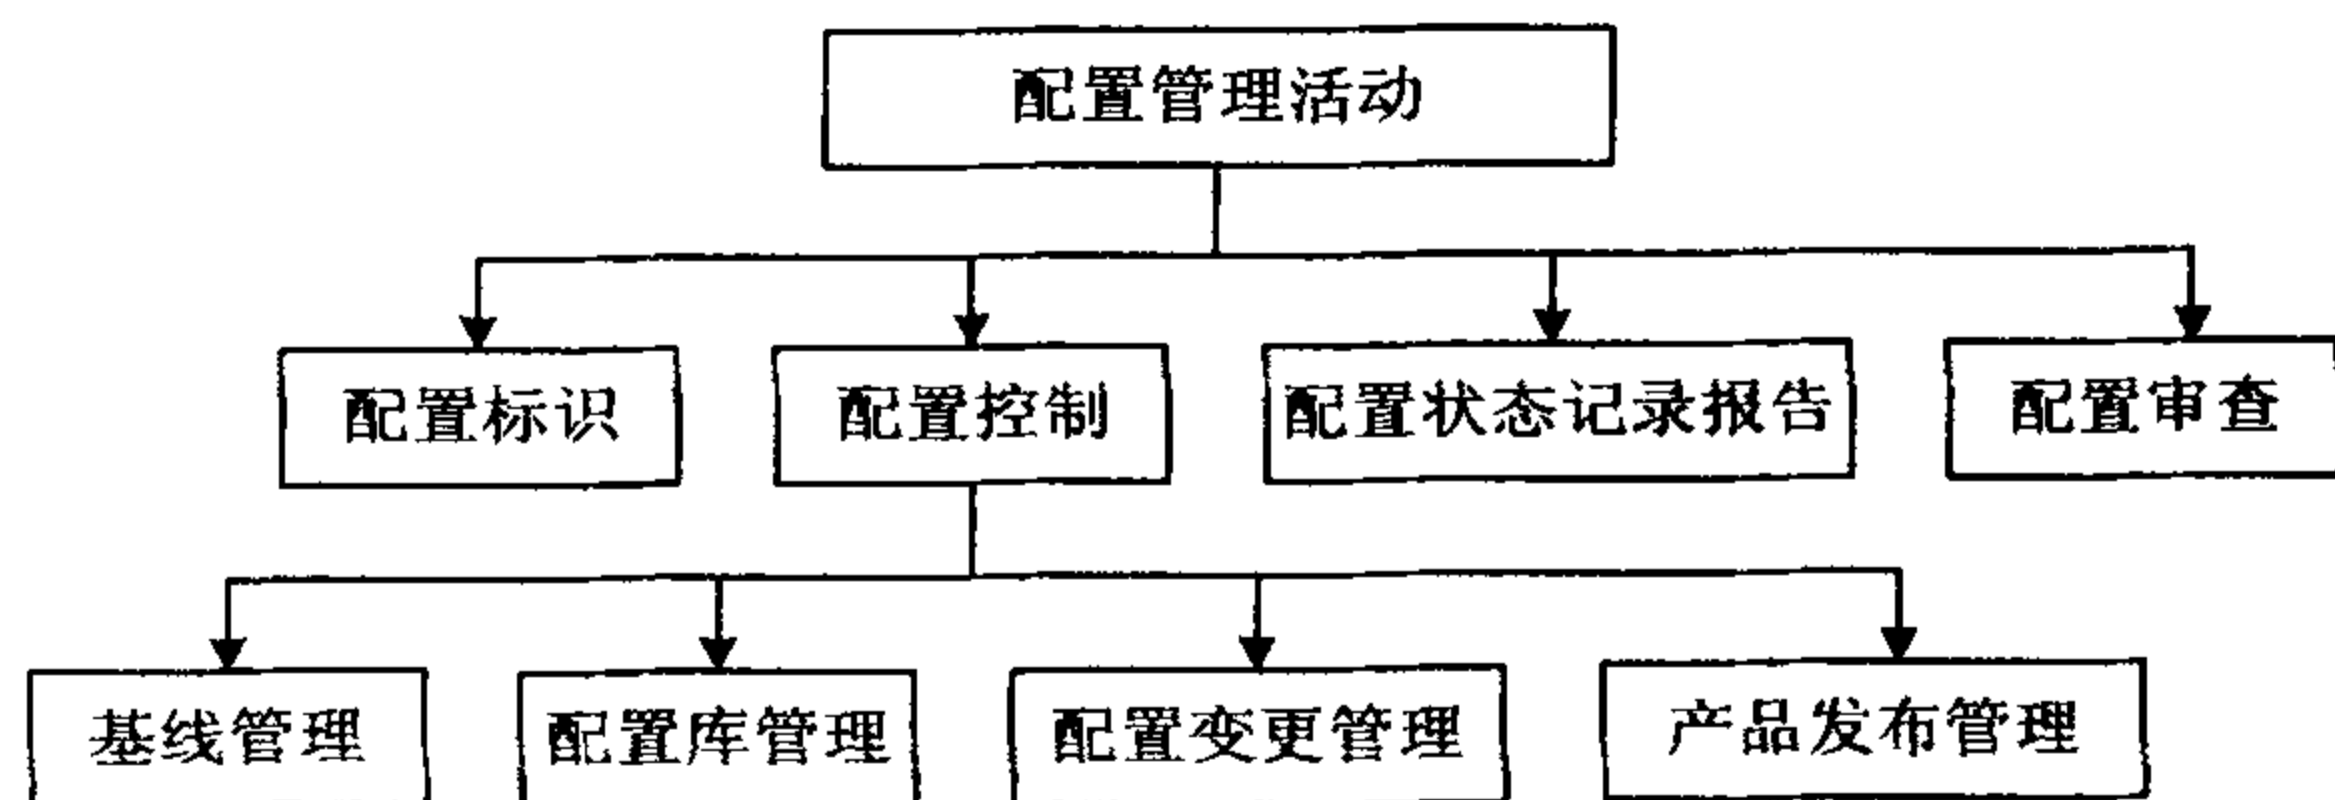 配置管理活动
配置标识
配置控制
配置状态记录报告
配置审查
基线管理
配置库管理
配置变更管理
产品发布管理